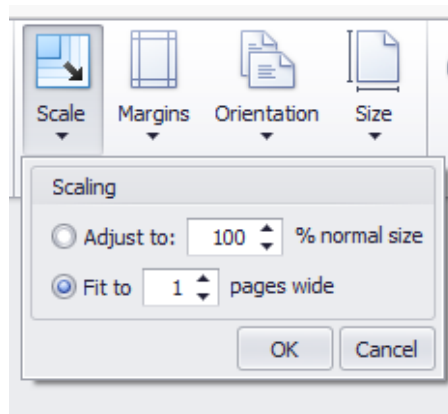 Scale Margins Orientation Size
Scaling
Adjust to: 100 % normal size
Fit to 1 pages wide
OK Cancel